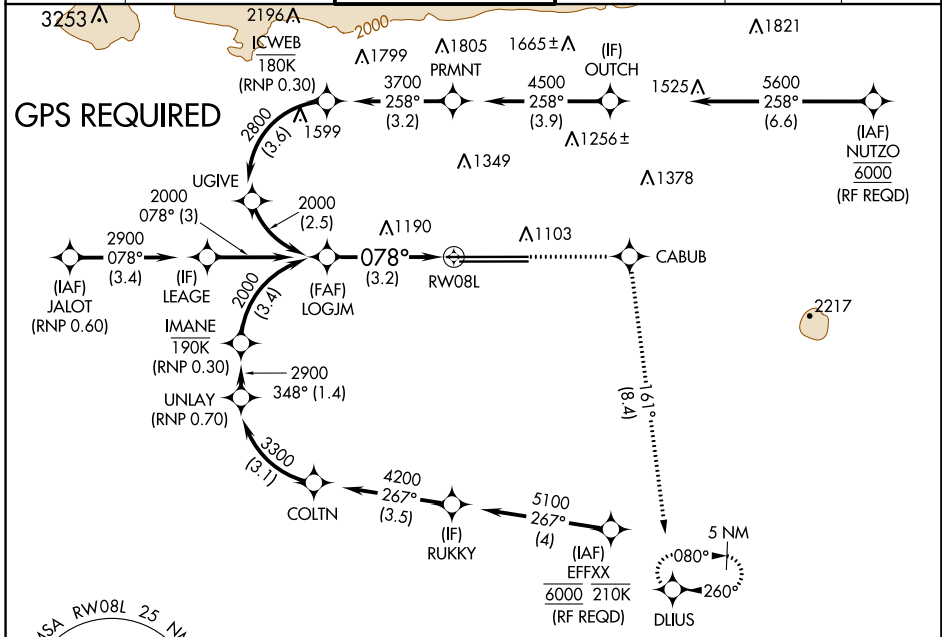 3253
2196
2000
1821
ICWEB
180K
(RNP 0.30)
1799
1805
1665±
PRMNT
(IF)
OUTCH
GPS REQUIRED
3700
258°
(3.2)
4500
258°
(3.9)
1525
5600
258°
(6.6)
2800
(3.6)
1599
1256±
(IAF)
NUTZO
6000
(RF REQD)
1349
1378
UGIVE
2000
078° (3)
2000
(2.5)
1190
1103
2900
078°
(3.4)
078°
(3.2)
RW08L
CABUB
(IAF)
JALOT
(RNP 0.60)
(IF)
LEAGE
(FAF)
LOGJM
2000
(3.4)
2217
IMANE
190K
(RNP 0.30)
2900
348° (1.4)
UNLAY
(RNP 0.70)
161°
(8.4)
3300
(3.1)
COLTN
4200
267°
(3.5)
(IF)
RUKKY
5100
267°
(4)
(IAF)
EFFXX
6000 210K
(RF REQD)
5 NM
080°
260°
DLIUS
MSA RW08L 25 NM